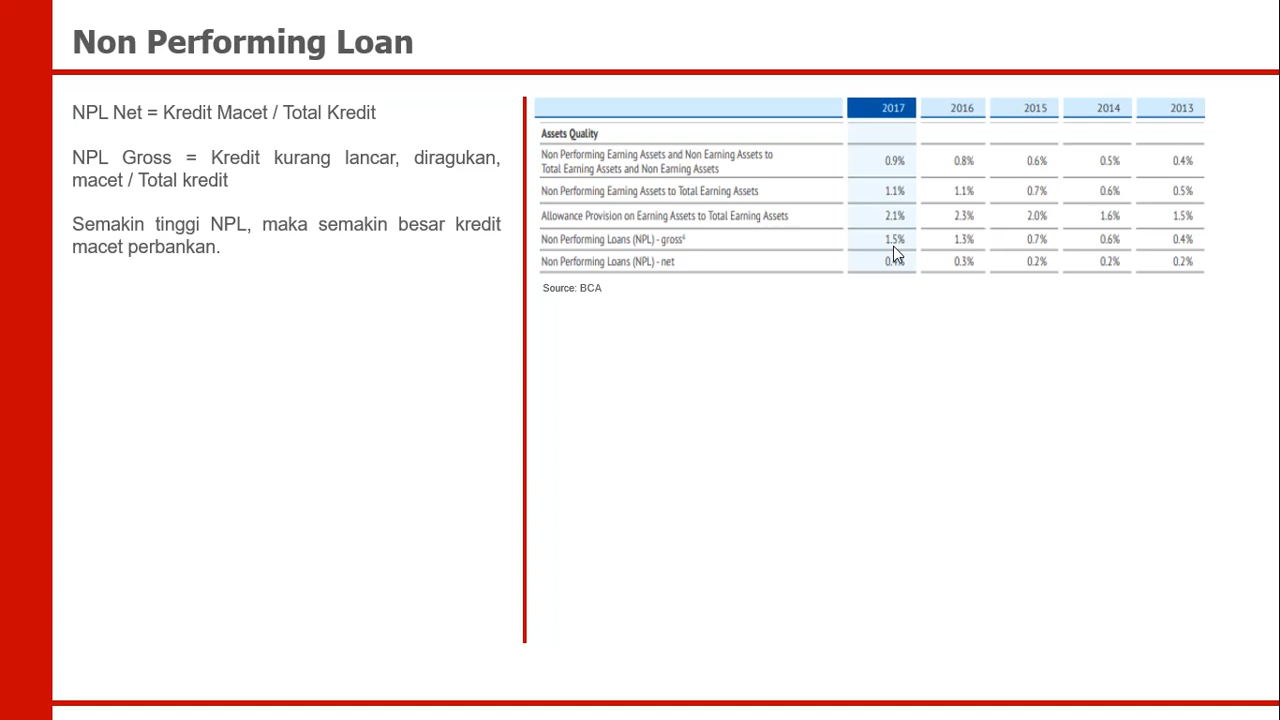 Non Performing Loan
NPL Net = Kredit Macet / Total Kredit
NPL Gross = Kredit kurang lancar, diragukan,
macet / Total kredit
Semakin tinggi NPL, maka semakin besar kredit
macet perbankan.
2017 2016 2015 2014 2013
Assets Quality
Non Performing Earning Assets and Non Earning Assets to
Total Earning Assets and Non Earning Assets 0.9% 0.8% 0.6% 0.5% 0.4%
Non Performing Earning Assets to Total Earning Assets 1.1% 1.1% 0.7% 0.6% 0.5%
Allowance Provision on Earning Assets to Total Earning Assets 2.1% 2.3% 2.0% 1.6% 1.5%
Non Performing Loans (NPL) - gross 1.5% 1.3% 0.7% 0.6% 0.4%
Non Performing Loans (NPL) - net 0.3% 0.2% 0.2% 0.2%
Source: BCA